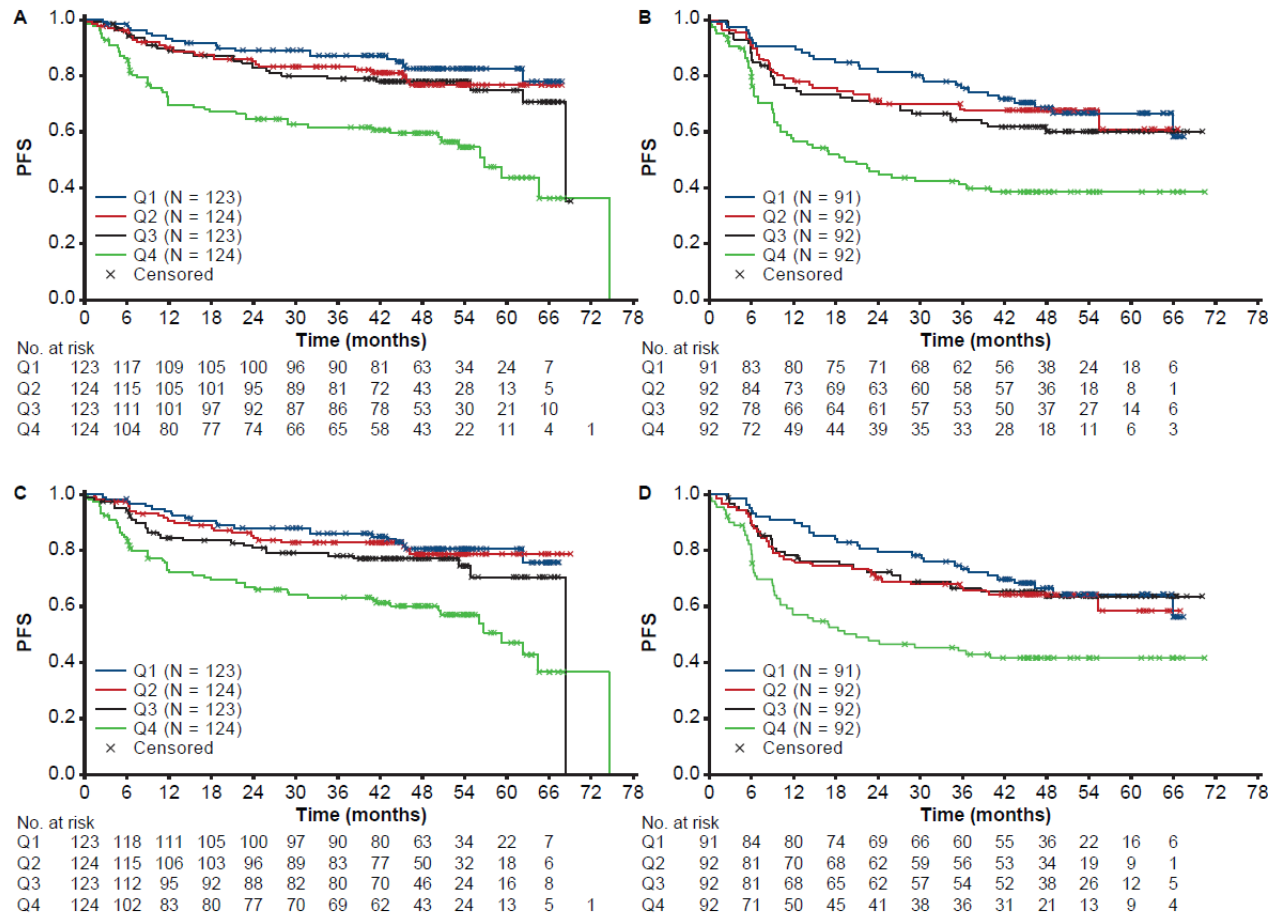 A
PFS
1.0
0.8
0.6
0.4
0.2
0.0
Q1 (N = 123)
Q2 (N = 124)
Q3 (N = 123)
Q4 (N = 124)
× Censored
0 6 12 18 24 30 36 42 48 54 60 66 72 78
Time (months)
No. at risk
Q1 123 117 109 105 100 96 90 81 63 34 24 7
Q2 124 115 105 101 95 89 81 72 43 28 13 5
Q3 123 111 101 97 92 87 86 78 53 30 21 10
Q4 124 104 80 77 74 66 65 58 43 22 11 4 1
B
PFS
1.0
0.8
0.6
0.4
0.2
0.0
Q1 (N = 91)
Q2 (N = 92)
Q3 (N = 92)
Q4 (N = 92)
× Censored
0 6 12 18 24 30 36 42 48 54 60 66 72 78
Time (months)
No. at risk
Q1 91 83 80 75 71 68 62 56 38 24 18 6
Q2 92 84 73 69 63 60 58 57 36 18 8 1
Q3 92 78 66 64 61 57 53 50 37 27 14 6
Q4 92 72 49 44 39 35 33 28 18 11 6 3
C
PFS
1.0
0.8
0.6
0.4
0.2
0.0
Q1 (N = 123)
Q2 (N = 124)
Q3 (N = 123)
Q4 (N = 124)
× Censored
0 6 12 18 24 30 36 42 48 54 60 66 72 78
Time (months)
No. at risk
Q1 123 118 111 105 100 97 90 80 63 34 22 7
Q2 124 115 106 103 96 89 83 77 50 32 18 6
Q3 123 112 95 92 88 82 80 70 46 24 16 8
Q4 124 102 83 80 77 70 69 62 43 24 13 5 1
D
PFS
1.0
0.8
0.6
0.4
0.2
0.0
Q1 (N = 91)
Q2 (N = 92)
Q3 (N = 92)
Q4 (N = 92)
× Censored
0 6 12 18 24 30 36 42 48 54 60 66 72 78
Time (months)
No. at risk
Q1 91 84 80 74 69 66 60 55 36 22 16 6
Q2 92 81 70 68 62 59 56 53 34 19 9 1
Q3 92 81 68 65 62 57 54 52 38 26 12 5
Q4 92 71 50 45 41 38 36 31 21 13 9 4